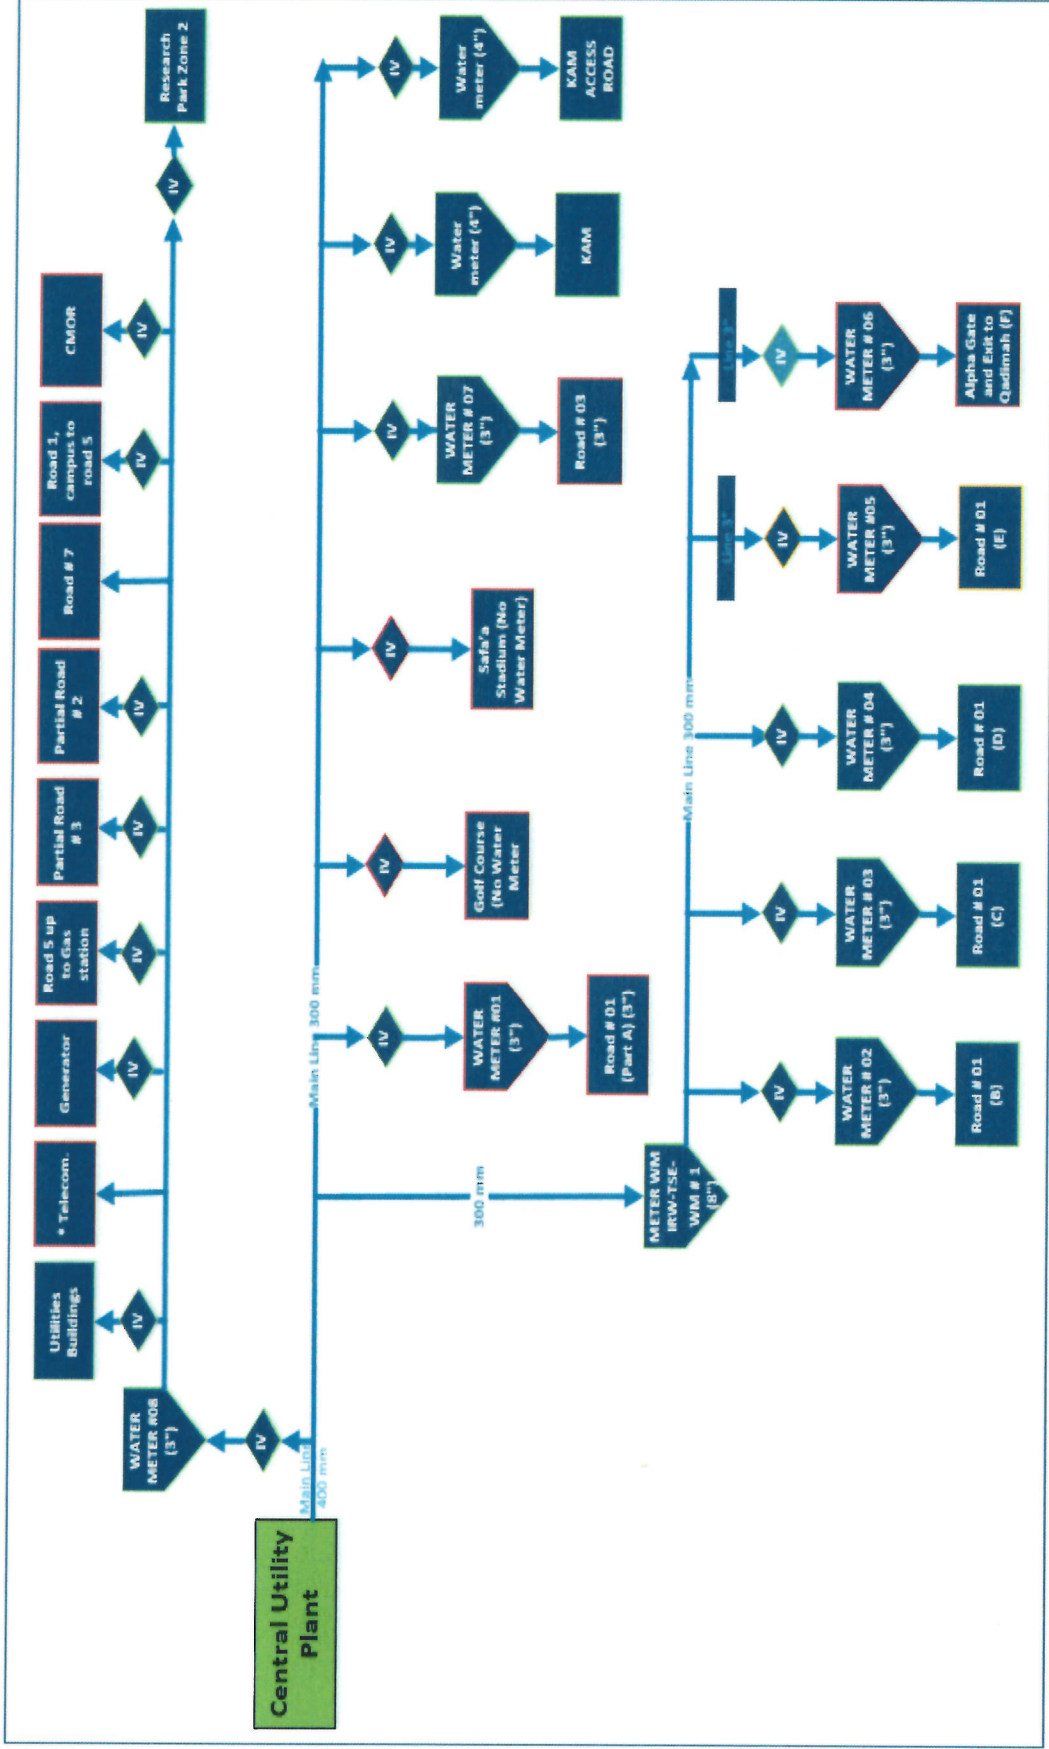 Utilities
Buildings
* Telecom.
Generator
Road 5 up
to Gas
station
Partial Road
# 3
Partial Road
# 2
Road # 7
Road 1,
campus to
road 5
CMOR
IV
IV
IV
IV
IV
IV
IV
WATER
METER #08
(3")
IV
Research
Park Zone 2
IV
Central Utility
Plant
Main Line
400 mm
Main Line 300 mm
IV
IV
IV
IV
IV
IV
WATER
METER #01
(3")
Road # 01
(Part A) (3")
Golf Course
(No Water
Meter
Safa'a
Stadium (No
Water Meter)
WATER
METER # 07
(3")
Road # 03
(3")
Water
meter (4")
KAM
Water
meter (4")
KAM
ACCESS
ROAD
300 mm
METER WM
IRW-TSE-
WM # 1
(8")
Main Line 300 mm
Line 3"
Line 3"
IV
IV
IV
IV
IV
WATER
METER # 02
(3")
WATER
METER # 03
(3")
WATER
METER # 04
(3")
WATER
METER #05
(3")
WATER
METER # 06
(3")
Road # 01
(B)
Road # 01
(C)
Road # 01
(D)
Road # 01
(E)
Alpha Gate
and Exit to
Qadimah (F)